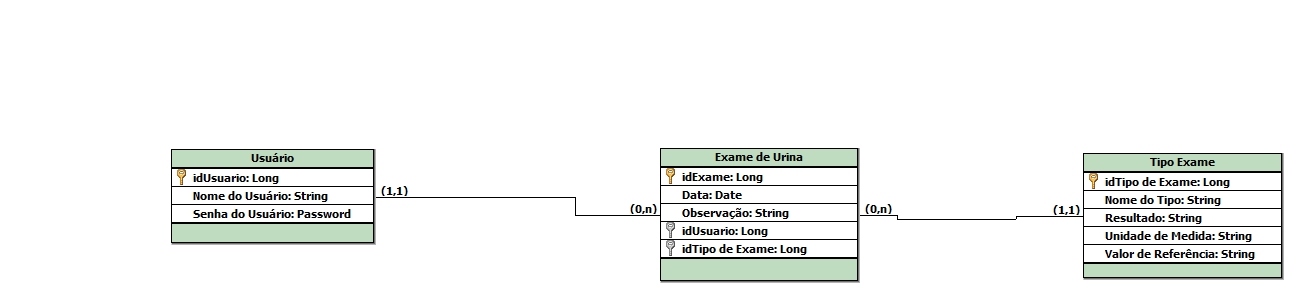 Usuário
idUsuario: Long
Nome do Usuário: String
Senha do Usuário: Password
(1,1)
(0,n)
Exame de Urina
idExame: Long
Data: Date
Observação: String
idUsuario: Long
idTipo de Exame: Long
(0,n)
(1,1)
Tipo Exame
idTipo de Exame: Long
Nome do Tipo: String
Resultado: String
Unidade de Medida: String
Valor de Referência: String